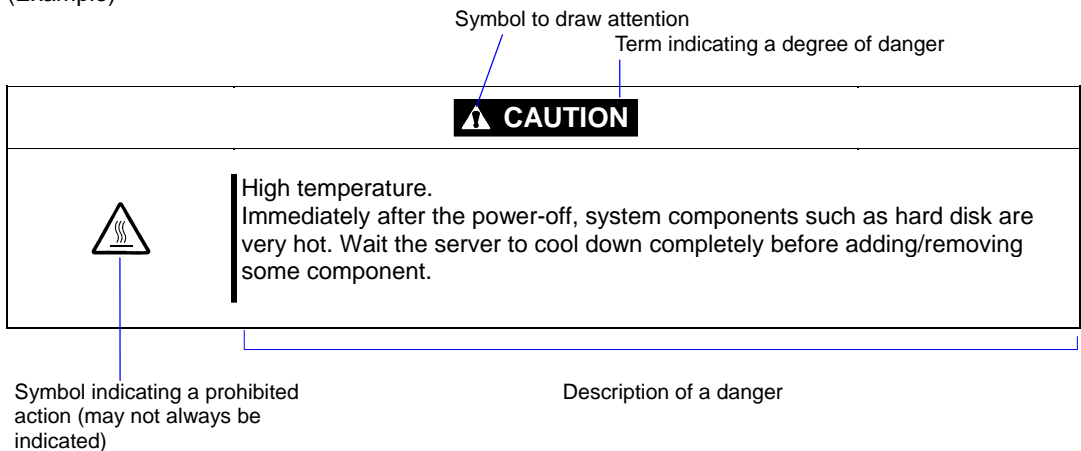 (Example)
Symbol to draw attention
Term indicating a degree of danger
CAUTION
High temperature.
Immediately after the power-off, system components such as hard disk are
very hot. Wait the server to cool down completely before adding/removing
some component.
Symbol indicating a prohibited
action (may not always be
indicated)
Description of a danger